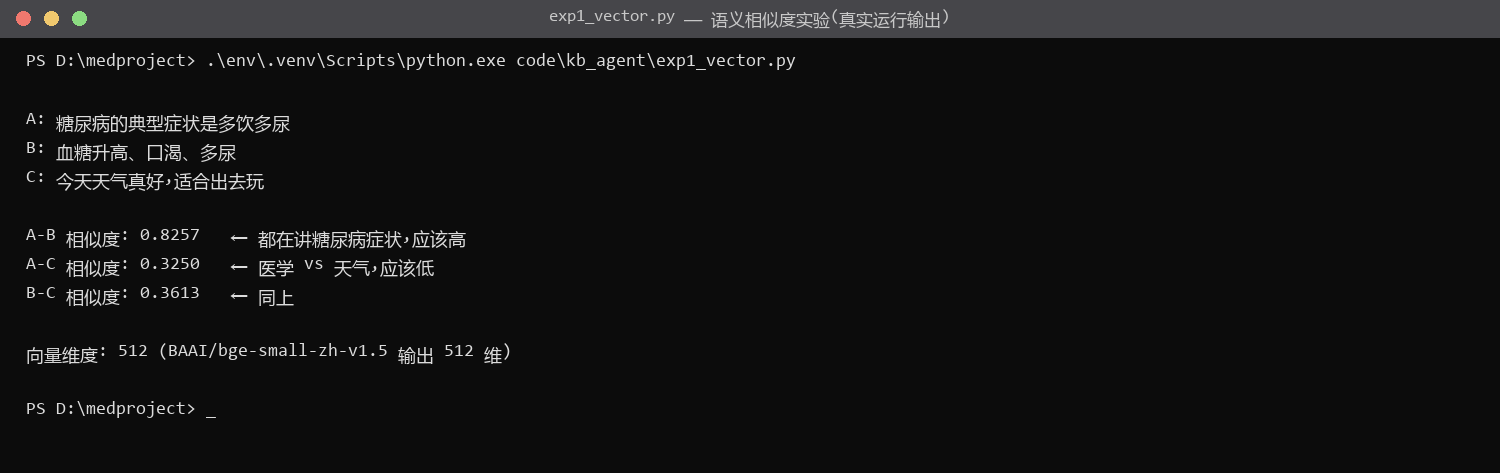 exp1_vector.py —— 语义相似度实验(真实运行输出)
PS D:\medproject> .\env\.venv\Scripts\python.exe code\kb_agent\exp1_vector.py
A: 糖尿病的典型症状是多饮多尿
B: 血糖升高、口渴、多尿
C: 今天天气真好,适合出去玩
A-B 相似度: 0.8257 ← 都在讲糖尿病症状,应该高
A-C 相似度: 0.3250 ← 医学 vs 天气,应该低
B-C 相似度: 0.3613 ← 同上
向量维度: 512 (BAAI/bge-small-zh-v1.5 输出 512 维)
PS D:\medproject> _